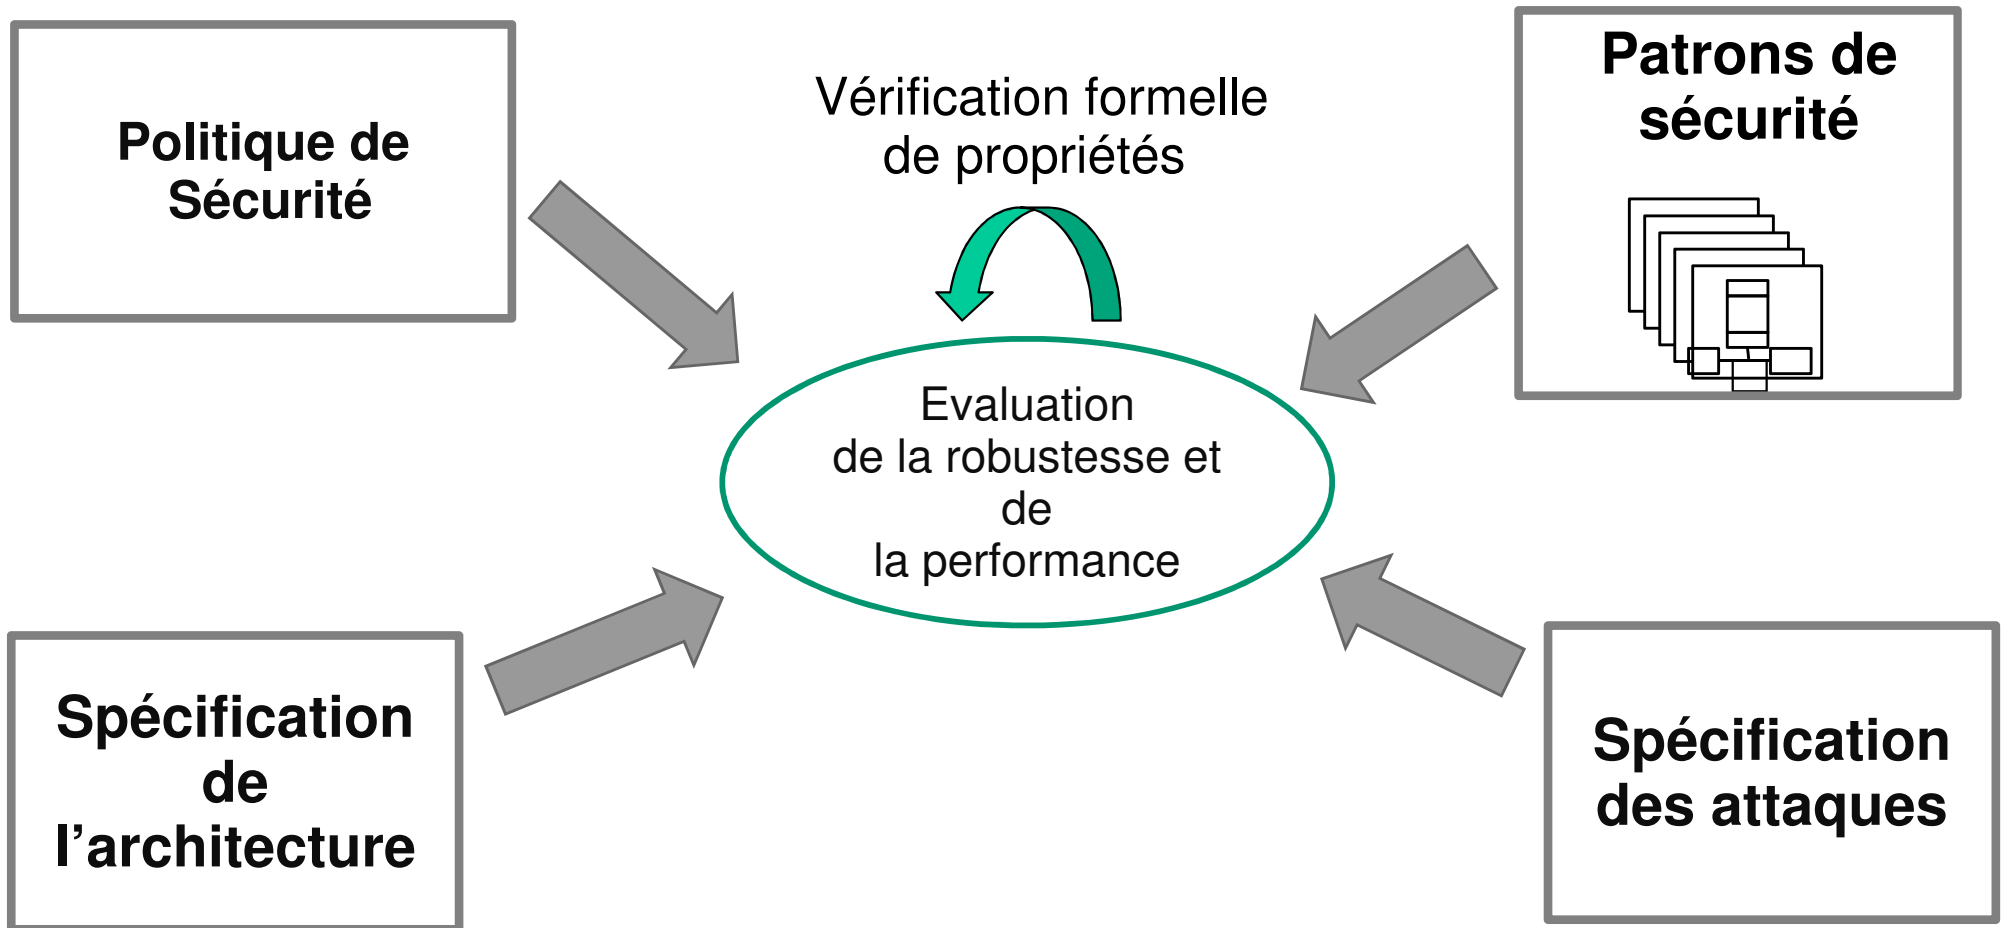 Politique de
Sécurité
Vérification formelle
de propriétés
Patrons de
sécurité
Evaluation
de la robustesse et
de
la performance
Spécification
de
l’architecture
Spécification
des attaques